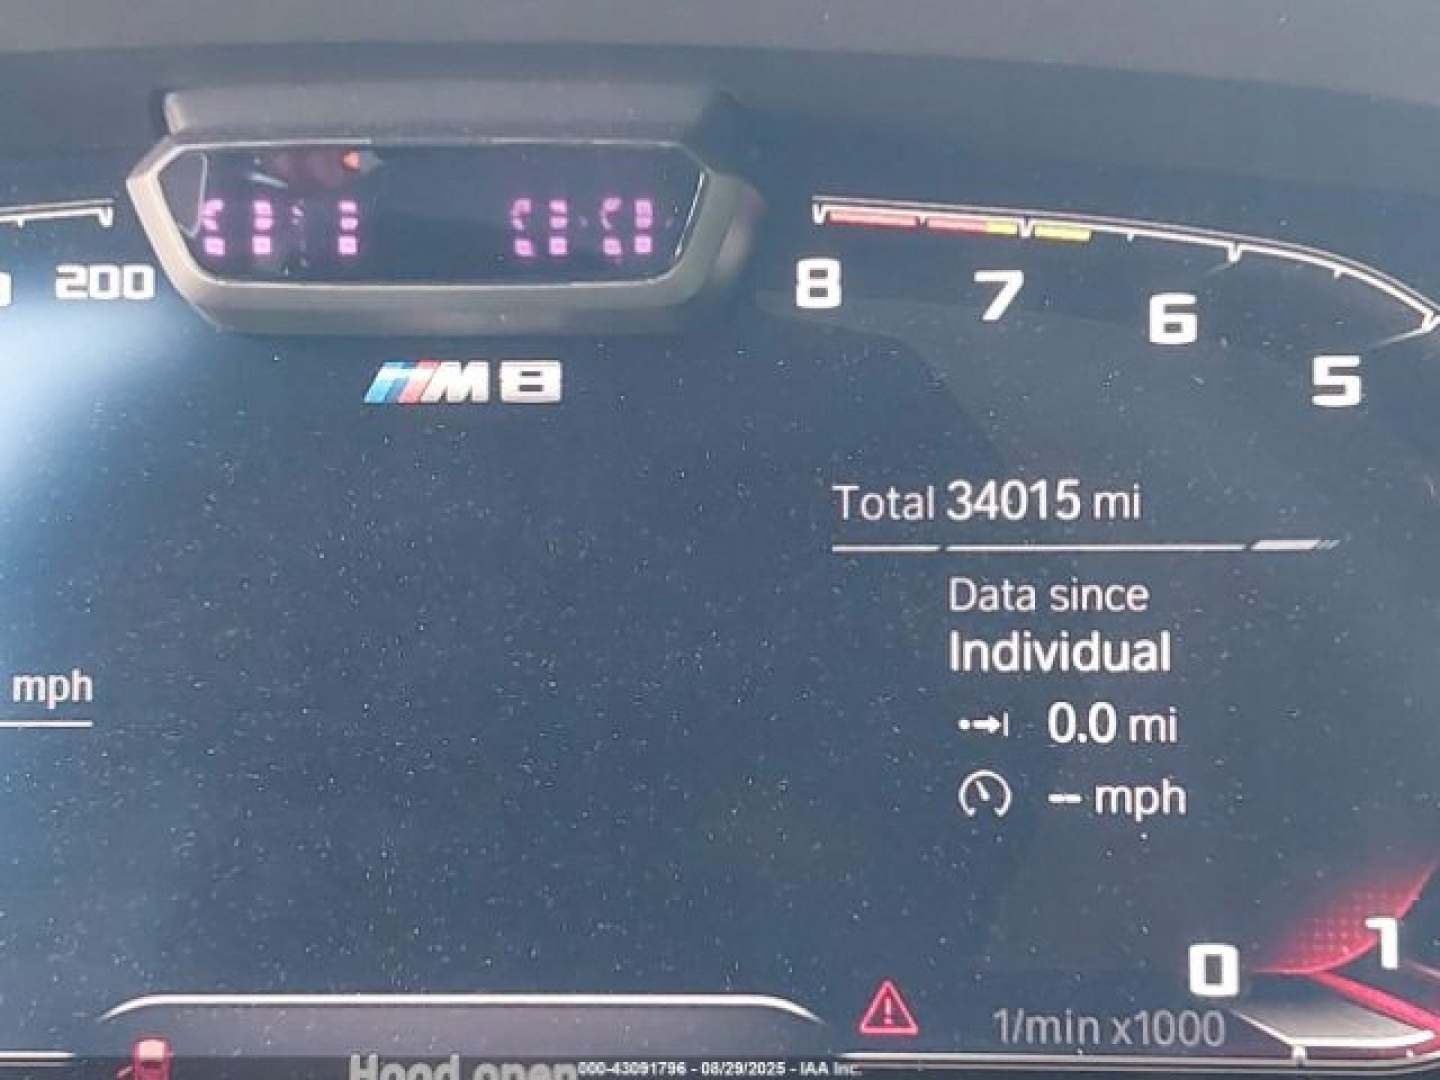 200
8
7
6
5
M8
Total 34015 mi
Data since
Individual
mph
0.0 mi
-- mph
1
0
1/min x1000
Hood open
000-43091796 - 08/29/2025 - IAA Inc.